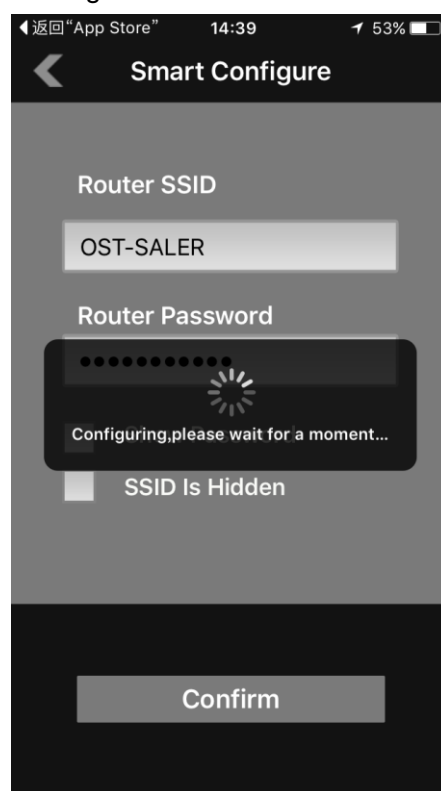 返回“App Store”
14:39
53%
Smart Configure
Router SSID
OST-SALER
Router Password
●●●●●●●●●●●
Configuring,please wait for a moment...
SSID Is Hidden
Confirm